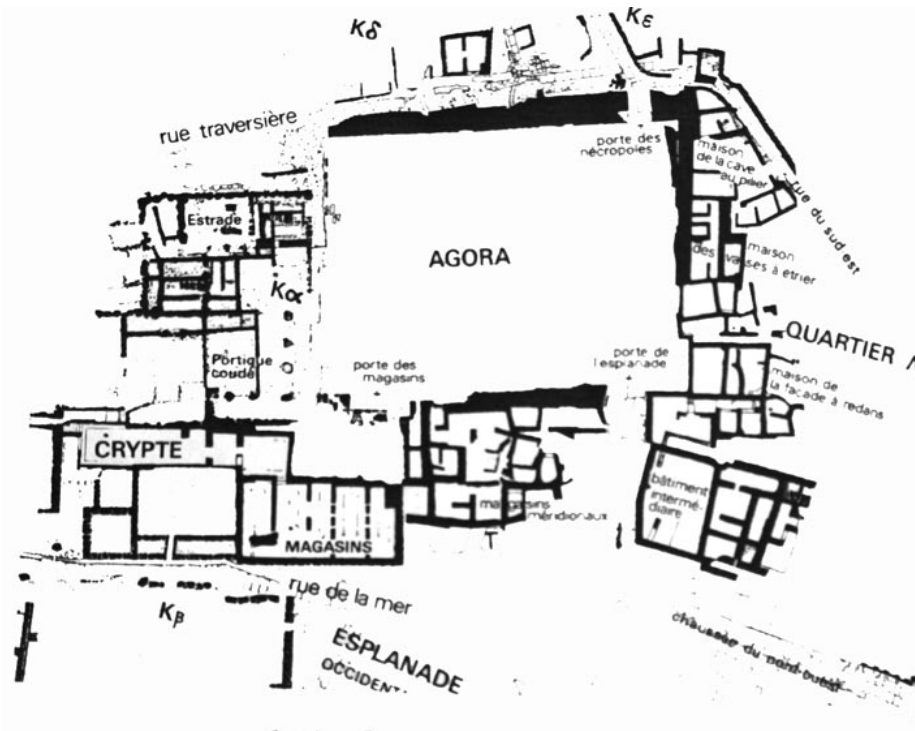 Kδ
Kε
rue traversière
porte des
nécropoles
maison
de la cave
au pilier
rue du sud est
Estrade
AGORA
maison
des vases à étrier
Kα
QUARTIER
Portique
coudé
porte des
magasins
porte de
l'esplanade
maison de
la façade à redans
CRYPTE
bâtiment
intermé-
diaire
magasins
méridionaux
MAGASINS
rue de la mer
Kβ
ESPLANADE
OCCIDENT
chaussée du nord-ouest